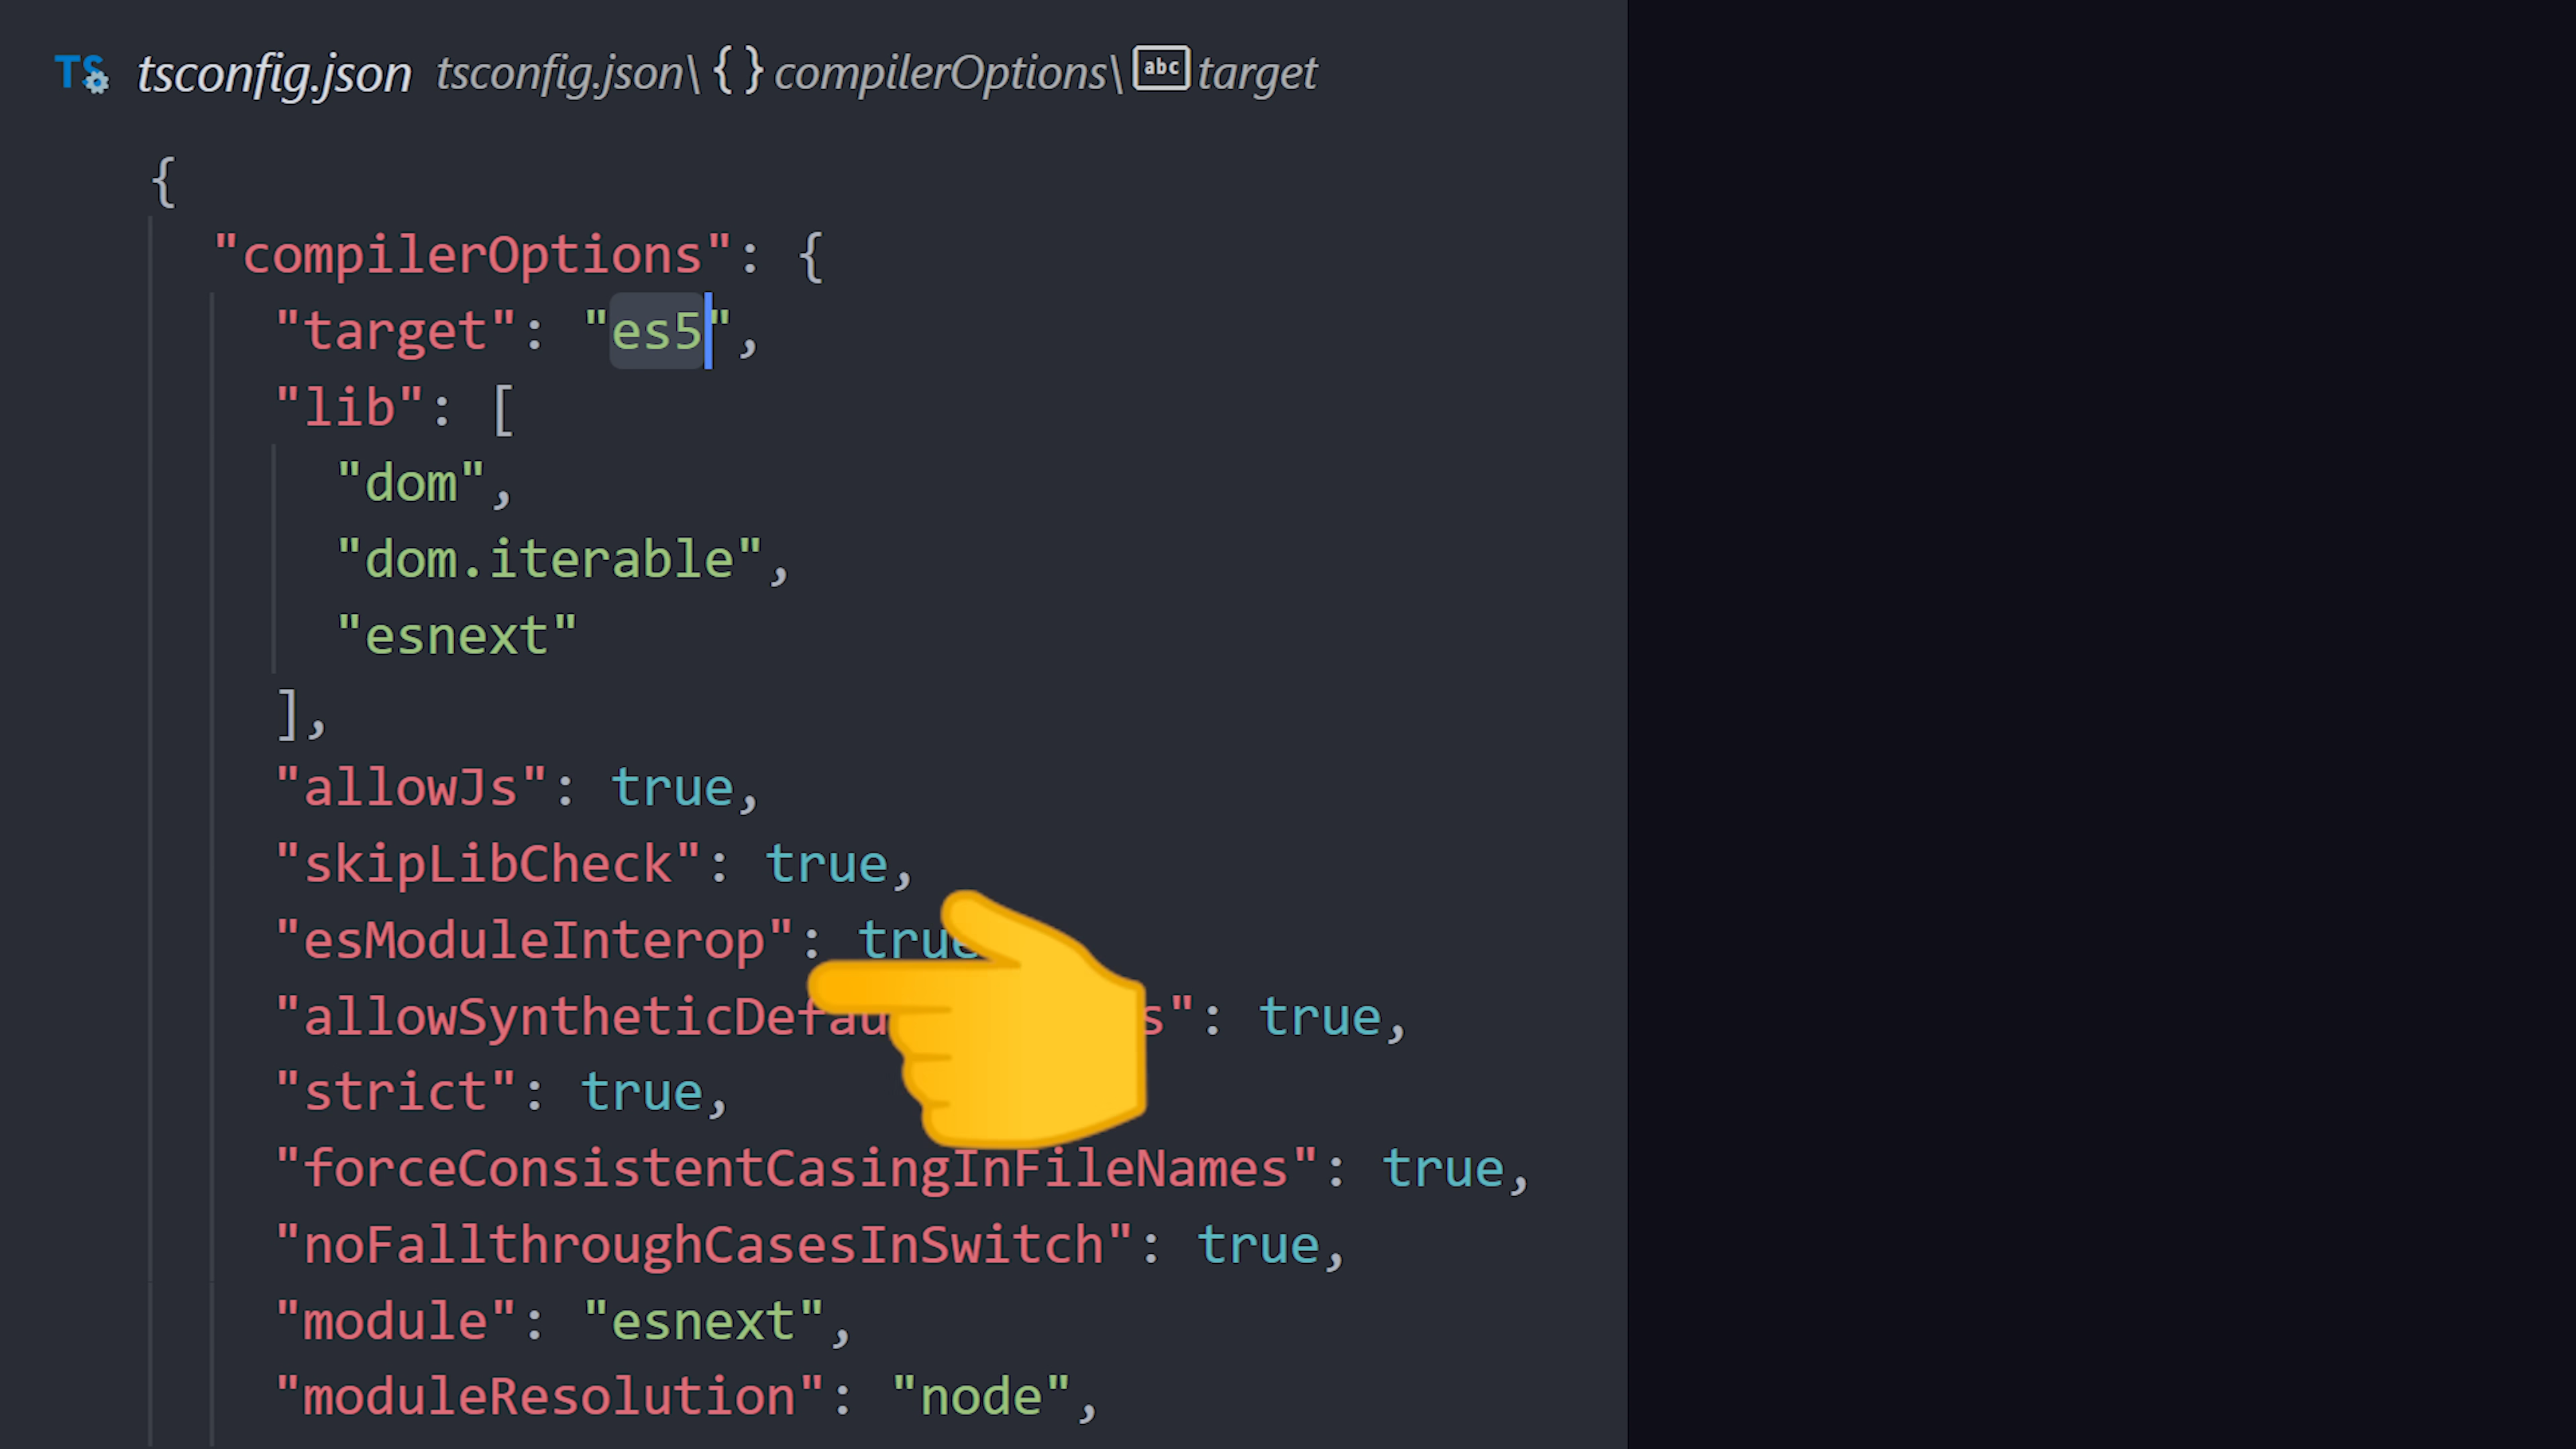 TS tsconfig.json tsconfig.json\ { } compilerOptions\ abc target
{
"compilerOptions": {
"target": "es5",
"lib": [
"dom",
"dom.iterable",
"esnext"
],
"allowJs": true,
"skipLibCheck": true,
"esModuleInterop": true
"allowSyntheticDefau s": true,
"strict": true,
"forceConsistentCasingInFileNames": true,
"noFallthroughCasesInSwitch": true,
"module": "esnext",
"moduleResolution": "node",